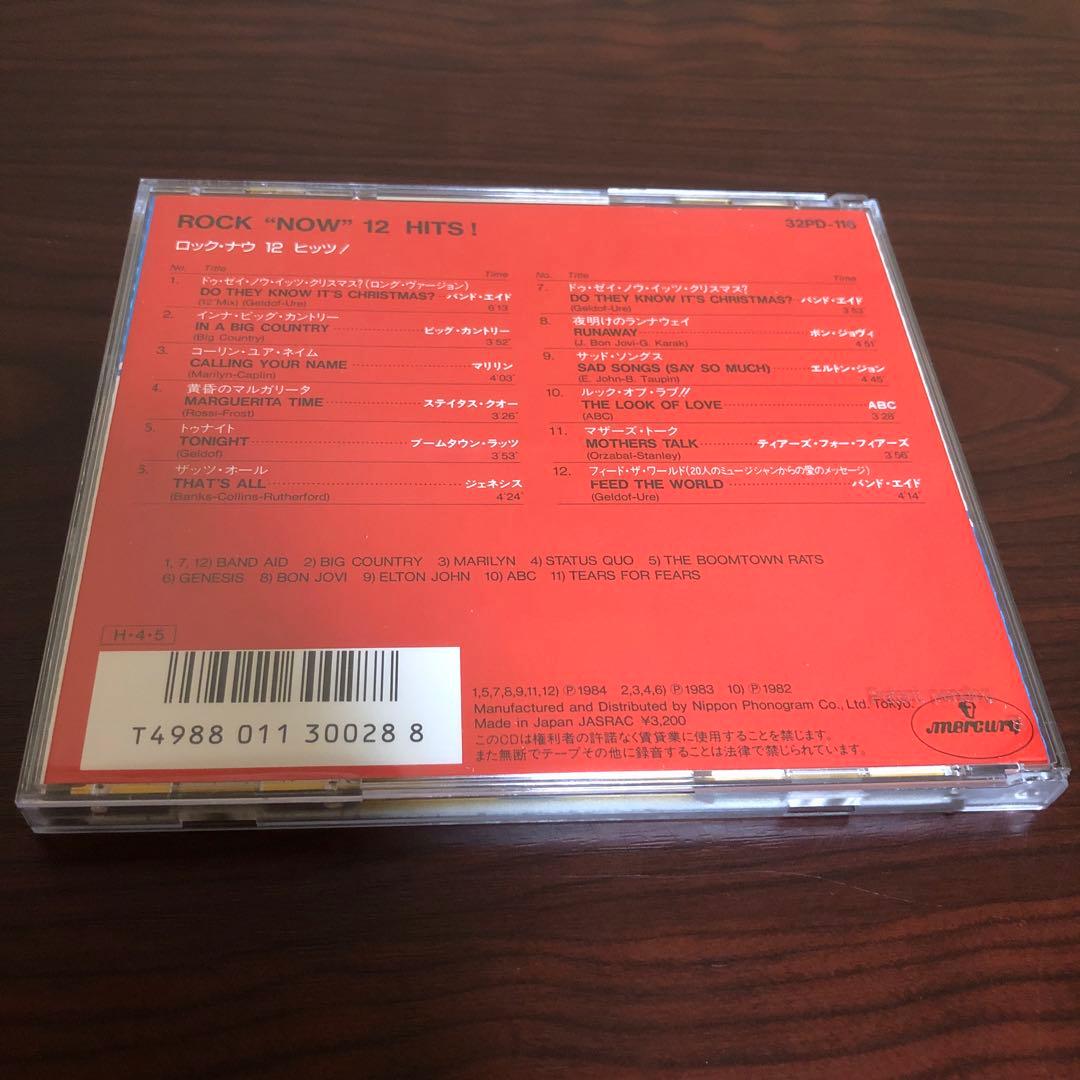 ROCK “NOW” 12 HITS!
32PD-116
ロック・ナウ 12 ヒッツ!
No. Title Time
1. ドゥ・ゼイ・ノウ・イッツ・クリスマス?(ロング・ヴァージョン)
DO THEY KNOW IT'S CHRISTMAS? バンド・エイド
(12"Mix) (Geldof-Ure) 6'13"
2. インナ・ビッグ・カントリー
IN A BIG COUNTRY ビッグ・カントリー
(Big Country) 3'52"
3. コーリン・ユア・ネイム
CALLING YOUR NAME マリリン
(Marilyn-Caplin) 4'03"
4. 黄昏のマルガリータ
MARGUERITA TIME ステイタス・クオー
(Rossi-Frost) 3'26"
5. トゥナイト
TONIGHT ブームタウン・ラッツ
(Geldof) 3'53"
6. ザッツ・オール
THAT'S ALL ジェネシス
(Banks-Collins-Rutherford) 4'24"
No. Title Time
7. ドゥ・ゼイ・ノウ・イッツ・クリスマス?
DO THEY KNOW IT'S CHRISTMAS? バンド・エイド
(Geldof-Ure) 3'53"
8. 夜明けのランナウェイ
RUNAWAY ボン・ジョヴィ
(J. Bon Jovi-G. Karak) 4'51"
9. サッド・ソングス
SAD SONGS (SAY SO MUCH) エルトン・ジョン
(E. John-B. Taupin) 4'45"
10. ルック・オブ・ラブ!!
THE LOOK OF LOVE ABC
(ABC) 3'28"
11. マザーズ・トーク
MOTHERS TALK ティアーズ・フォー・フィアーズ
(Orzabal-Stanley) 3'56"
12. フィード・ザ・ワールド(20人のミュージシャンからの愛のメッセージ)
FEED THE WORLD バンド・エイド
(Geldof-Ure) 4'14"
1, 7, 12) BAND AID 2) BIG COUNTRY 3) MARILYN 4) STATUS QUO 5) THE BOOMTOWN RATS
6) GENESIS 8) BON JOVI 9) ELTON JOHN 10) ABC 11) TEARS FOR FEARS
H・4・5
T4988 011 30028 8
1,5,7,8,9,11,12) Ⓟ 1984 2,3,4,6) Ⓟ 1983 10) Ⓟ 1982
Manufactured and Distributed by Nippon Phonogram Co., Ltd. Tokyo.
Made in Japan JASRAC ¥3,200
このCDは権利者の許諾なく賃貸業に使用することを禁じます。
また無断でテープその他に録音することは法律で禁じられています。
Patent pending
mercury